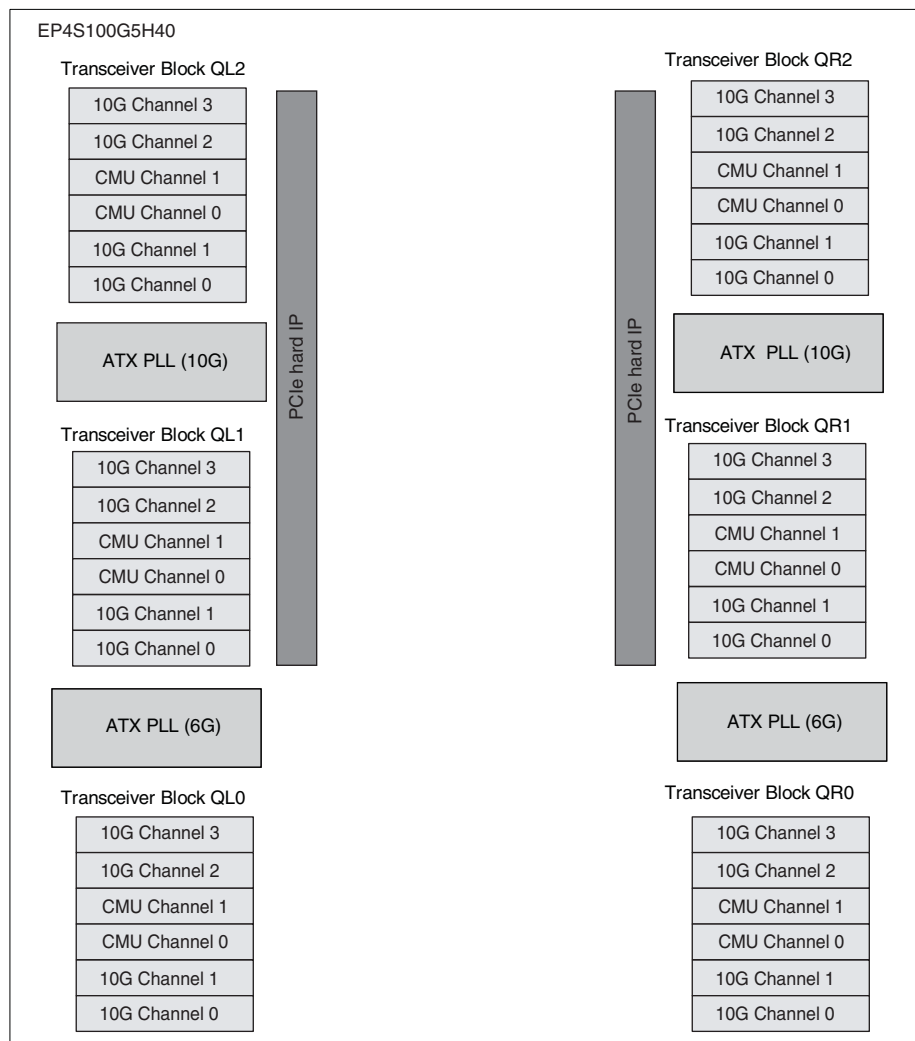 EP4S100G5H40
Transceiver Block QL2
10G Channel 3
10G Channel 2
CMU Channel 1
CMU Channel 0
10G Channel 1
10G Channel 0
ATX PLL (10G)
Transceiver Block QL1
10G Channel 3
10G Channel 2
CMU Channel 1
CMU Channel 0
10G Channel 1
10G Channel 0
ATX PLL (6G)
Transceiver Block QL0
10G Channel 3
10G Channel 2
CMU Channel 1
CMU Channel 0
10G Channel 1
10G Channel 0
PCIe hard IP
PCIe hard IP
Transceiver Block QR2
10G Channel 3
10G Channel 2
CMU Channel 1
CMU Channel 0
10G Channel 1
10G Channel 0
ATX PLL (10G)
Transceiver Block QR1
10G Channel 3
10G Channel 2
CMU Channel 1
CMU Channel 0
10G Channel 1
10G Channel 0
ATX PLL (6G)
Transceiver Block QR0
10G Channel 3
10G Channel 2
CMU Channel 1
CMU Channel 0
10G Channel 1
10G Channel 0